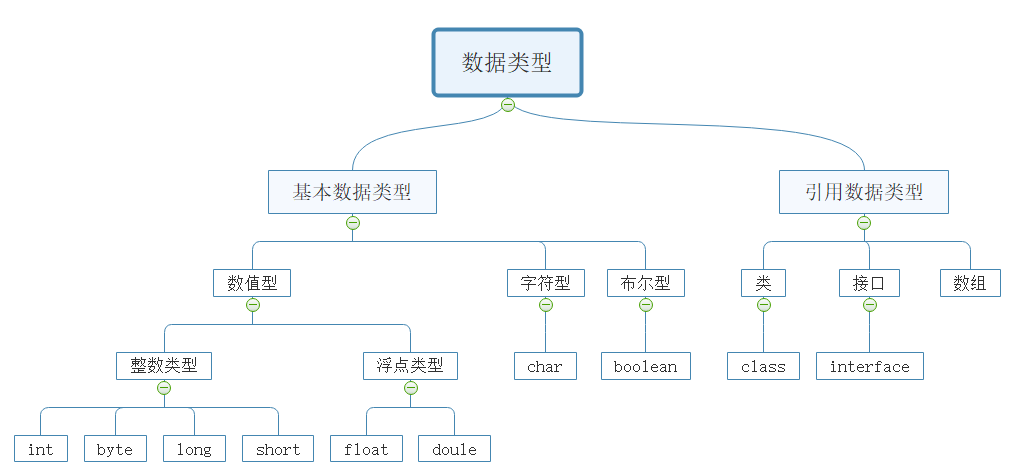 数据类型
基本数据类型
引用数据类型
数值型
字符型
布尔型
类
接口
数组
整数类型
浮点类型
char
boolean
class
interface
int
byte
long
short
float
doule